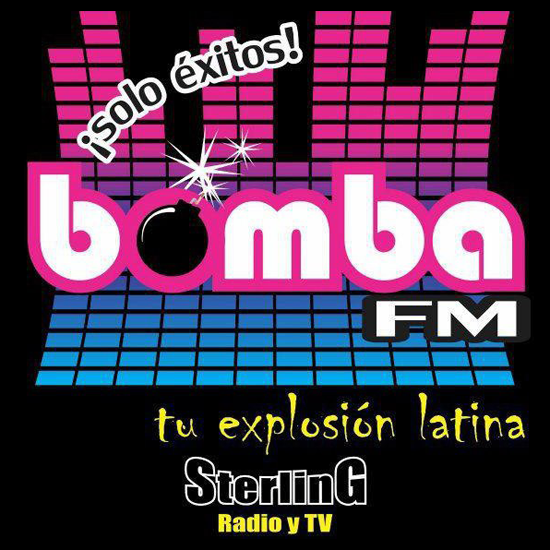 ¡solo éxitos!
bomba
FM
tu explosión latina
SterlinG
Radio y TV